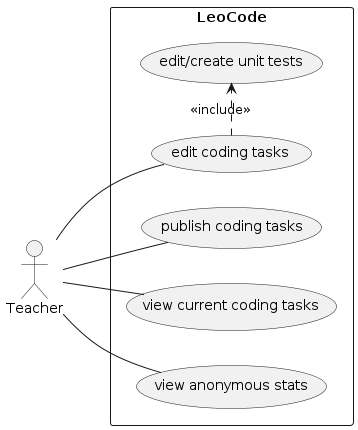 LeoCode
edit/create unit tests
«include»
edit coding tasks
publish coding tasks
view current coding tasks
Teacher
view anonymous stats